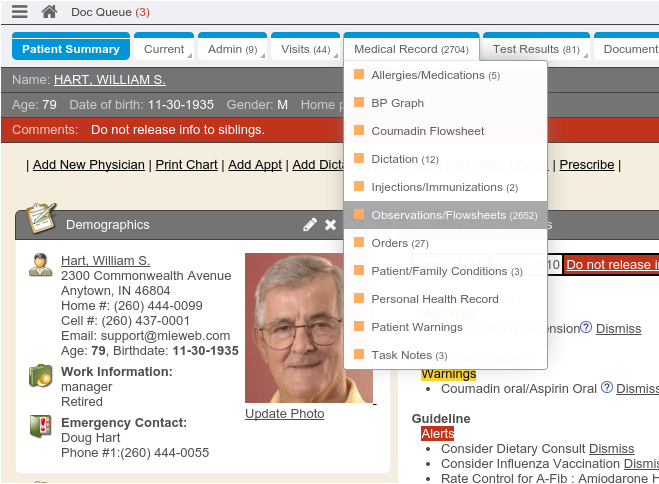 Doc Queue (3)
Patient Summary
Current
Admin (9)
Visits (44)
Medical Record (2704)
Test Results (81)
Document
Name: HART, WILLIAM S.
Age: 79 Date of birth: 11-30-1935 Gender: M Home p
Comments: Do not release info to siblings.
| Add New Physician | Print Chart | Add Appt | Add Dicta
| Prescribe |
Allergies/Medications (5)
BP Graph
Coumadin Flowsheet
Dictation (12)
Injections/Immunizations (2)
Observations/Flowsheets (2652)
Orders (27)
Patient/Family Conditions (3)
Personal Health Record
Patient Warnings
Task Notes (3)
Demographics
Hart, William S.
2300 Commonwealth Avenue
Anytown, IN 46804
Home #: (260) 444-0099
Cell #: (260) 437-0001
Email: support@mieweb.com
Age: 79, Birthdate: 11-30-1935
Work Information:
manager
Retired
Emergency Contact:
Doug Hart
Phone #1:(260) 444-0055
Update Photo
10 Do not release i
ension Dismiss
Warnings
• Coumadin oral/Aspirin Oral Dismiss
Guideline
Alerts
• Consider Dietary Consult Dismiss
• Consider Influenza Vaccination Dismi
• Rate Control for A-Fib : Amiodarone H